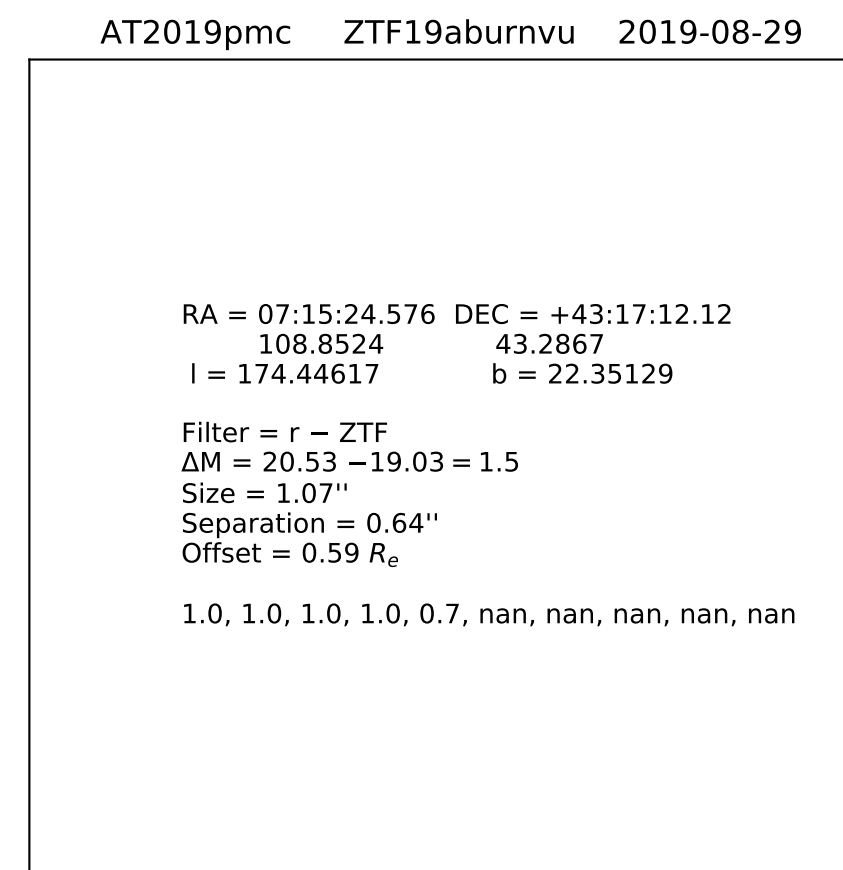 AT2019pmc ZTF19aburnvu 2019-08-29
RA = 07:15:24.576 DEC = +43:17:12.12
108.8524 43.2867
l = 174.44617 b = 22.35129
Filter = r − ZTF
ΔM = 20.53 −19.03 = 1.5
Size = 1.07''
Separation = 0.64''
Offset = 0.59 Rₑ
1.0, 1.0, 1.0, 1.0, 0.7, nan, nan, nan, nan, nan